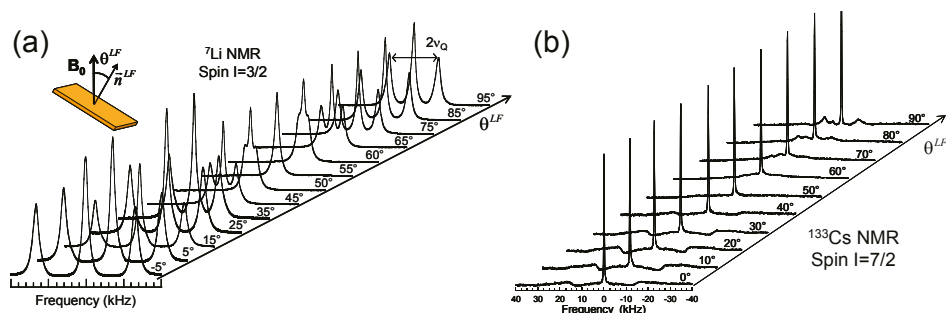 (a)
B₀ θᴸᶠ
n⃗ᴸᶠ
⁷Li NMR
Spin I=3/2
2νQ
95°
85°
75°
65°
60°
55°
50°
45°
35°
25°
15°
5°
-5°
θᴸᶠ
Frequency (kHz)
(b)
90°
80°
70°
60°
50°
40°
30°
20°
10°
0°
θᴸᶠ
¹³³Cs NMR
Spin I=7/2
40 30 20 10 0 -10 -20 -30 -40
Frequency (kHz)